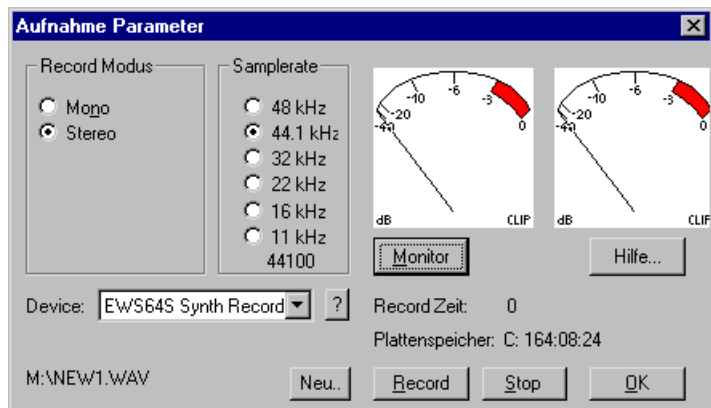 Aufnahme Parameter
Record Modus
Mono
Stereo
Samplerate
48 kHz
44.1 kHz
32 kHz
22 kHz
16 kHz
11 kHz
44100
-40 -20 -10 -6 -3 0
dB CLIP
-40 -20 -10 -6 -3 0
dB CLIP
Monitor
Hilfe...
Device: EWS64S Synth Record ?
Record Zeit: 0
Plattenspeicher: C: 164:08:24
M:\NEW1.WAV
Neu..
Record
Stop
OK